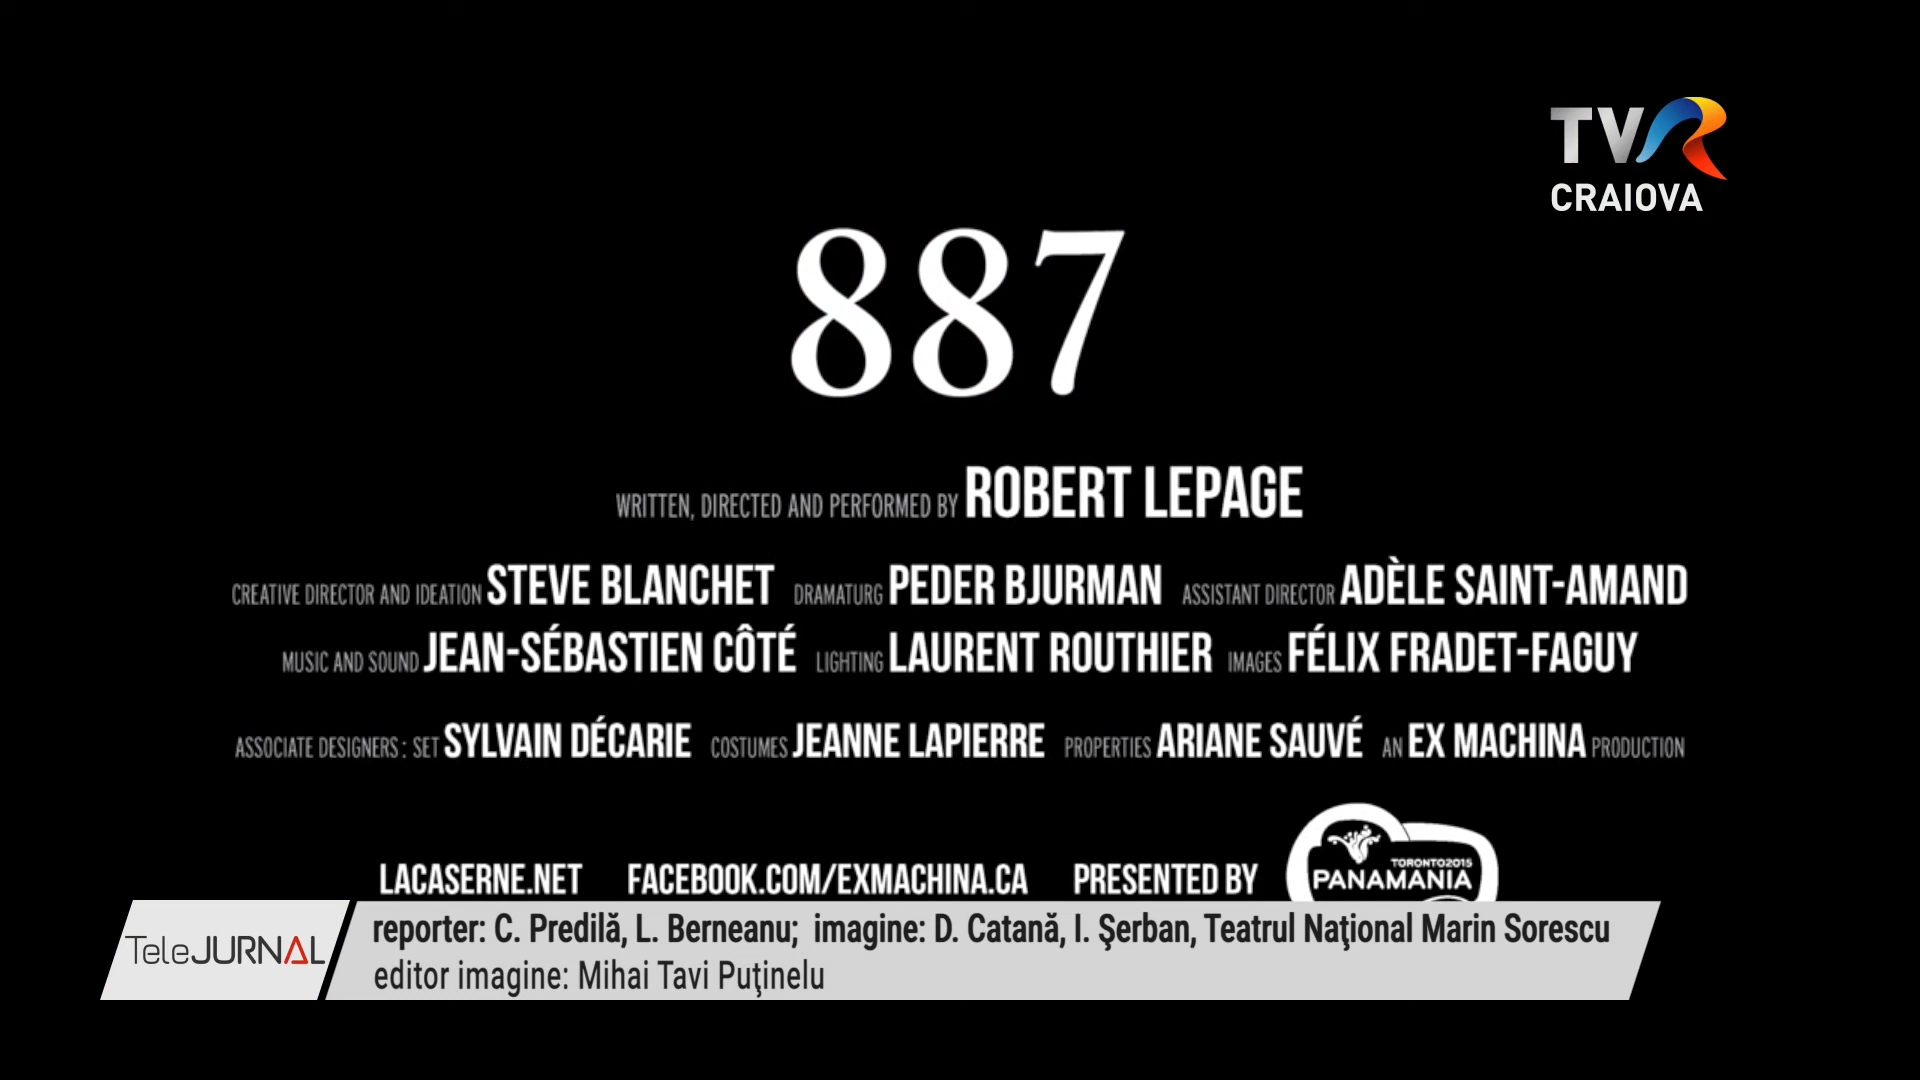 TVR
CRAIOVA
887
WRITTEN, DIRECTED AND PERFORMED BY ROBERT LEPAGE
CREATIVE DIRECTOR AND IDEATION STEVE BLANCHET DRAMATURG PEDER BJURMAN ASSISTANT DIRECTOR ADÈLE SAINT-AMAND
MUSIC AND SOUND JEAN-SÉBASTIEN CÔTÉ LIGHTING LAURENT ROUTHIER IMAGES FÉLIX FRADET-FAGUY
ASSOCIATE DESIGNERS : SET SYLVAIN DÉCARIE COSTUMES JEANNE LAPIERRE PROPERTIES ARIANE SAUVÉ AN EX MACHINA PRODUCTION
TORONTO2015
LACASERNE.NET FACEBOOK.COM/EXMACHINA.CA PRESENTED BY PANAMANIA
TeleJURNAL
reporter: C. Predilă, L. Berneanu; imagine: D. Catană, I. Şerban, Teatrul Naţional Marin Sorescu
editor imagine: Mihai Tavi Puţinelu